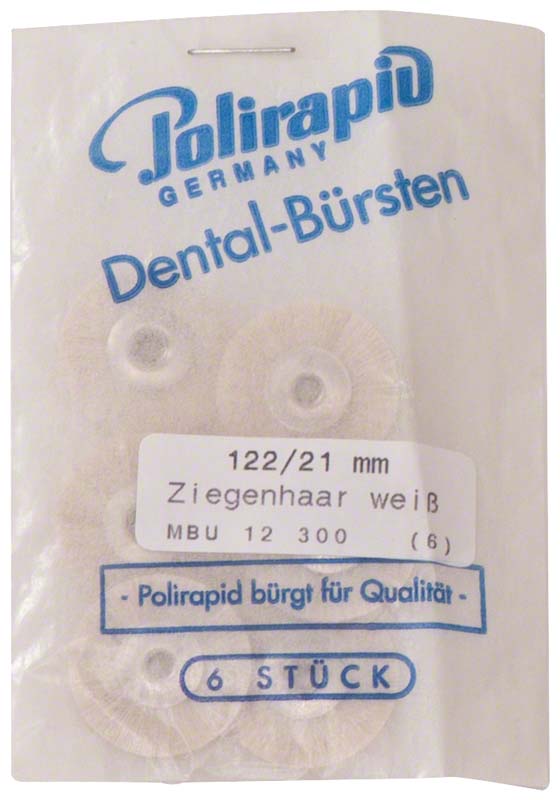 Polirapid
GERMANY
Dental-Bürsten
122/21 mm
Ziegenhaar weiß
MBU 12 300 (6)
- Polirapid bürgt für Qualität -
6 STÜCK